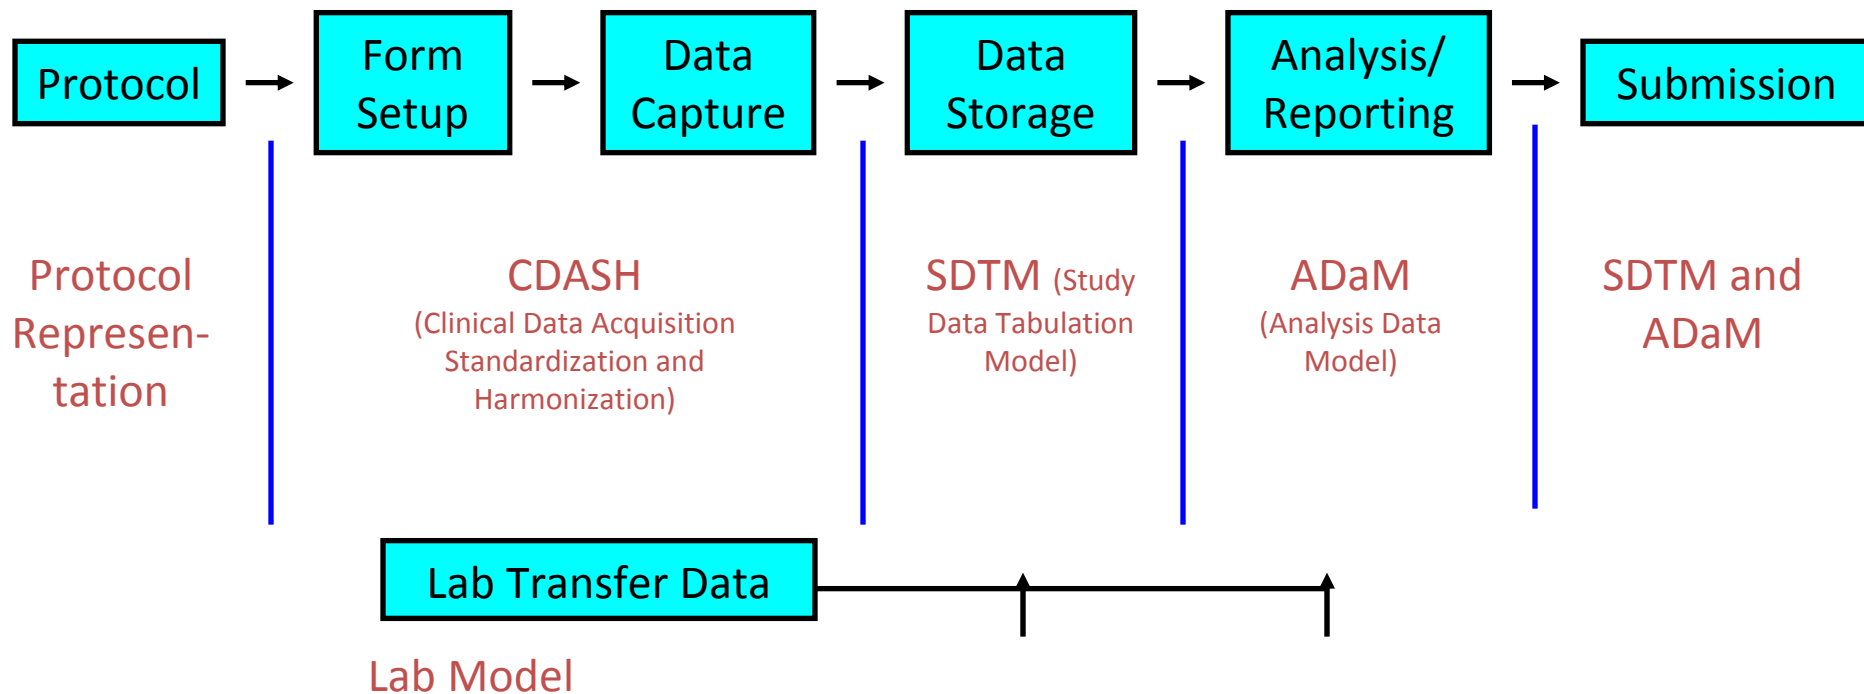 Protocol
Form
Setup
Data
Capture
Data
Storage
Analysis/
Reporting
Submission
Protocol
Represen-
tation
CDASH
(Clinical Data Acquisition
Standardization and
Harmonization)
SDTM (Study
Data Tabulation
Model)
ADaM
(Analysis Data
Model)
SDTM and
ADaM
Lab Transfer Data
Lab Model